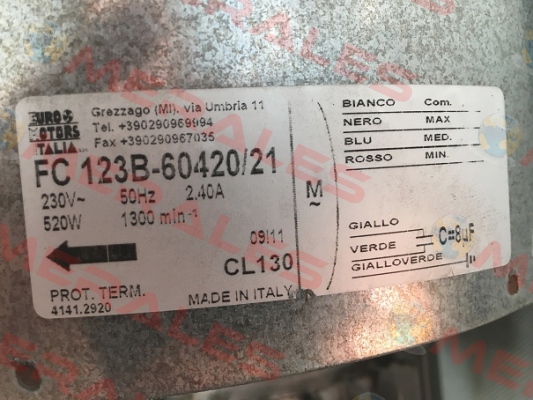 EURO MOTORS ITALIA
Grezzago (MI). via Umbria 11
Tel. +390290969994
Fax +390290967035
FC 123B-60420/21
230V~ 50Hz 2.40A
520W 1300 min-1
09/11
CL130
PROT. TERM.
4141.2920
MADE IN ITALY
M
~
BIANCO Com.
NERO MAX
BLU MED.
ROSSO MIN.
GIALLO
VERDE C=8µF
GIALLOVERDE